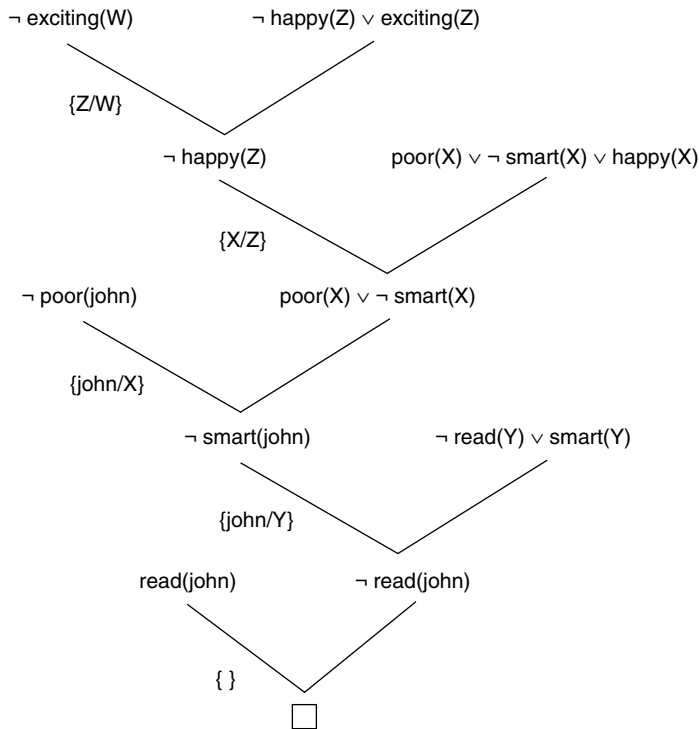 ¬ exciting(W) ¬ happy(Z) ∨ exciting(Z)
{Z/W}
¬ happy(Z) poor(X) ∨ ¬ smart(X) ∨ happy(X)
{X/Z}
¬ poor(john) poor(X) ∨ ¬ smart(X)
{john/X}
¬ smart(john) ¬ read(Y) ∨ smart(Y)
{john/Y}
read(john) ¬ read(john)
{ }